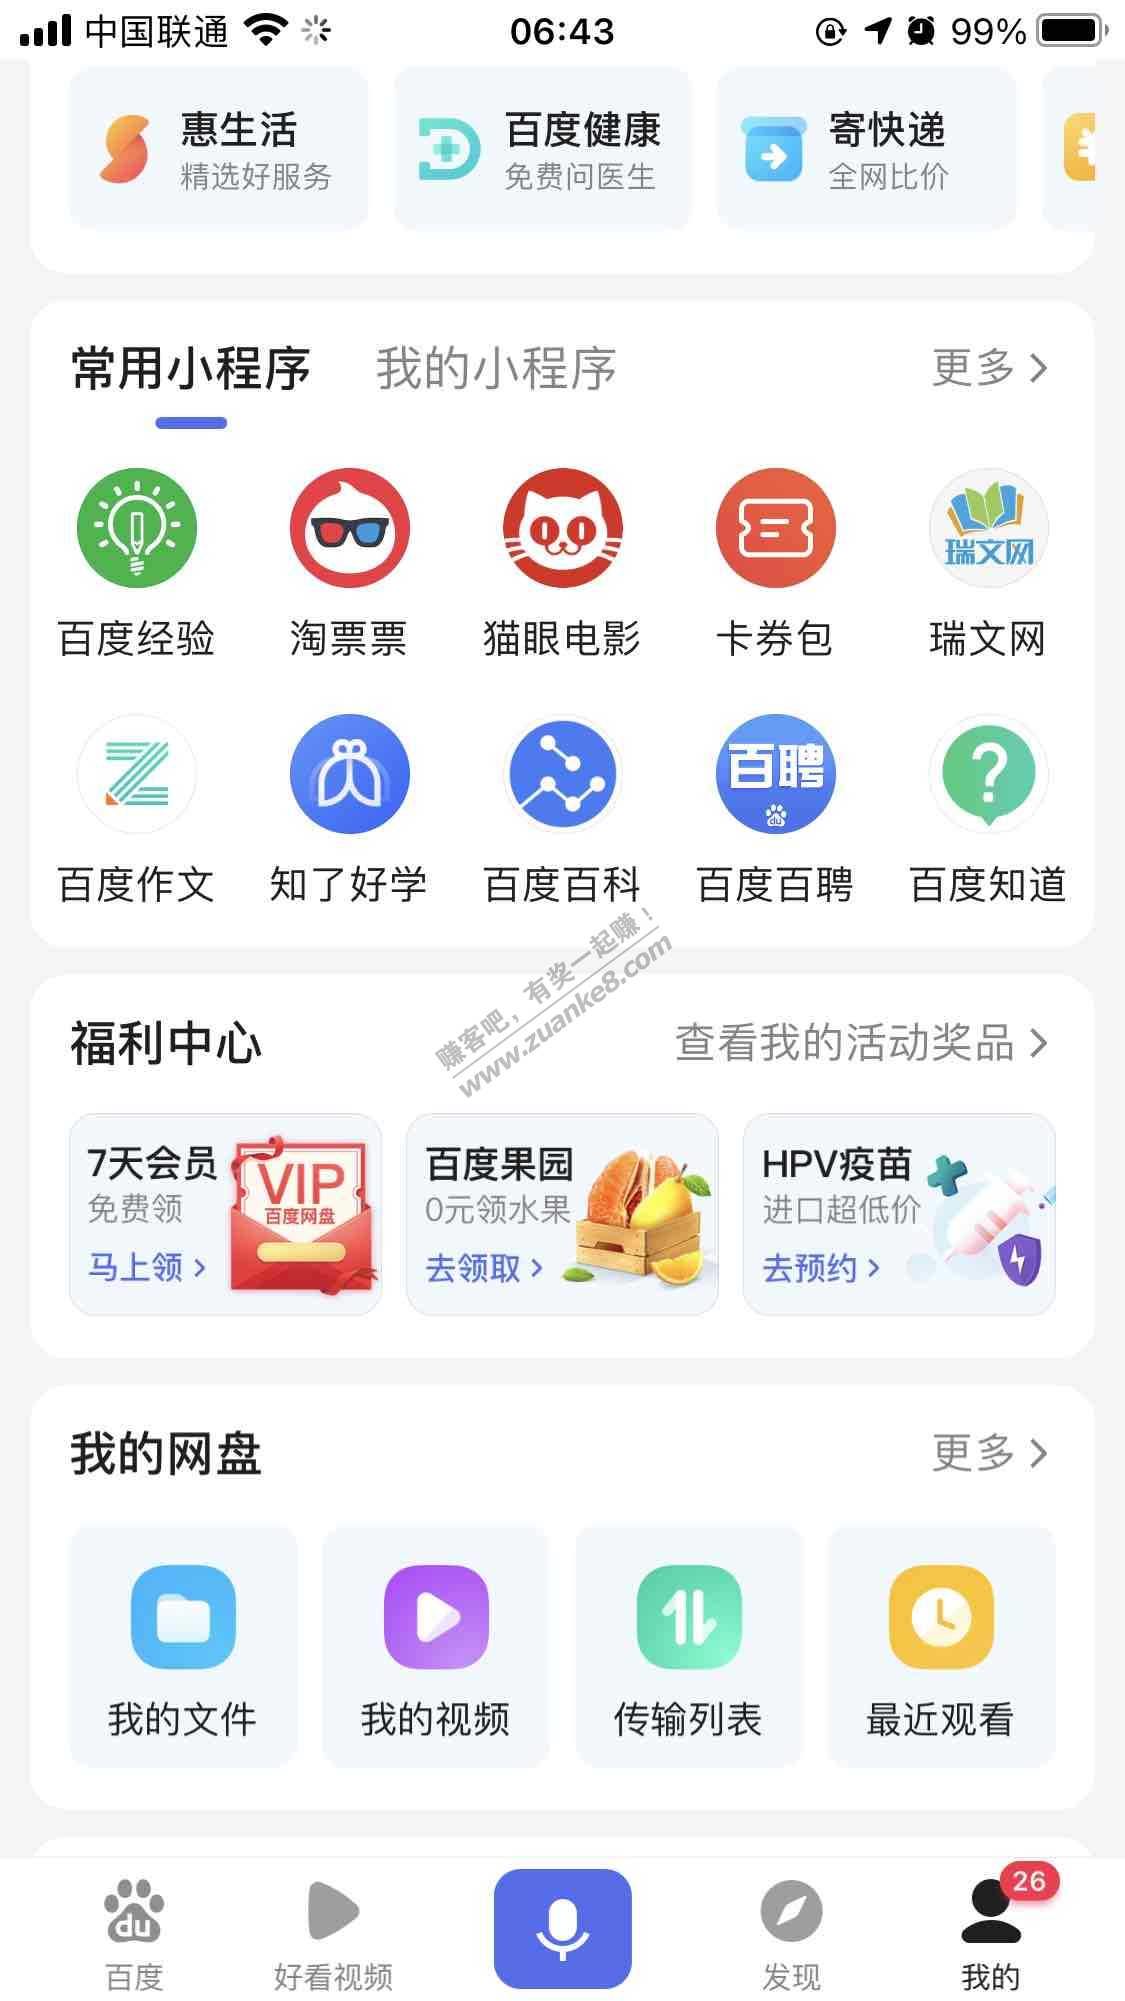 中国联通
06:43
99%
惠生活
精选好服务
百度健康
免费问医生
寄快递
全网比价
常用小程序
我的小程序
更多
瑞文网
百度经验
淘票票
猫眼电影
卡券包
瑞文网
百聘
du
百度作文
知了好学
百度百科
百度百聘
百度知道
赚客吧，有奖一起赚！
www.zuanke8.com
福利中心
查看我的活动奖品
7天会员
免费领
马上领
VIP
百度网盘
百度果园
0元领水果
去领取
HPV疫苗
进口超低价
去预约
我的网盘
更多
我的文件
我的视频
传输列表
最近观看
du
26
百度
好看视频
发现
我的